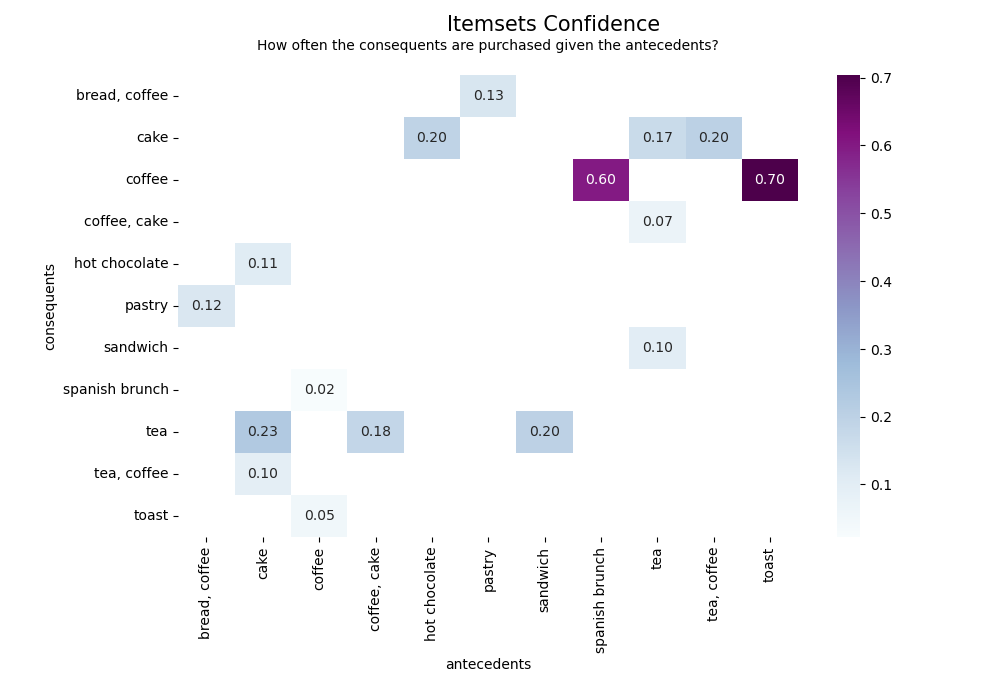 Itemsets Confidence
How often the consequents are purchased given the antecedents?
consequents
bread, coffee 0.13
cake 0.20 0.17 0.20
coffee 0.60 0.70
coffee, cake 0.07
hot chocolate 0.11
pastry 0.12
sandwich 0.10
spanish brunch 0.02
tea 0.23 0.18 0.20
tea, coffee 0.10
toast 0.05
bread, coffee
cake
coffee
coffee, cake
hot chocolate
pastry
sandwich
spanish brunch
tea
tea, coffee
toast
antecedents
0.7
0.6
0.5
0.4
0.3
0.2
0.1